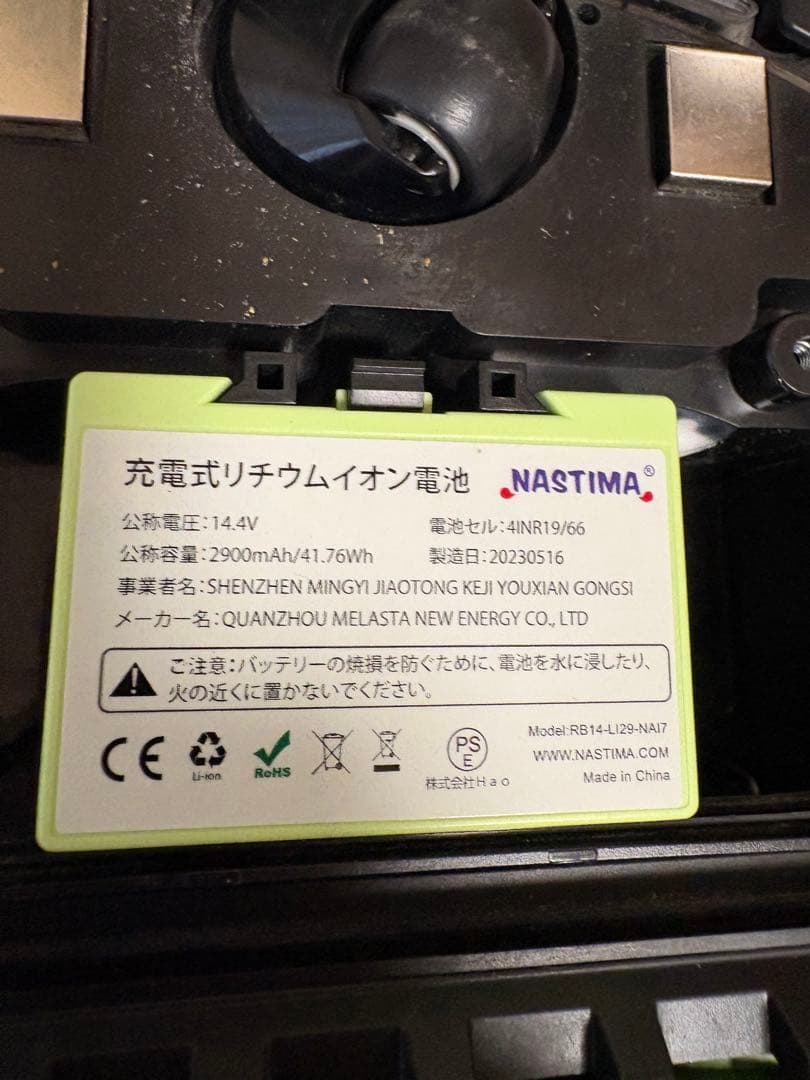 充電式リチウムイオン電池 NASTIMA®
公称電圧:14.4V 電池セル:4INR19/66
公称容量:2900mAh/41.76Wh 製造日:20230516
事業者名:SHENZHEN MINGYI JIAOTONG KEJI YOUXIAN GONGSI
メーカー名:QUANZHOU MELASTA NEW ENERGY CO., LTD
ご注意:バッテリーの焼損を防ぐために、電池を水に浸したり、
火の近くに置かないでください。
CE Li-ion RoHS PSE
株式会社Hao
Model:RB14-LI29-NAI7
WWW.NASTIMA.COM
Made in China